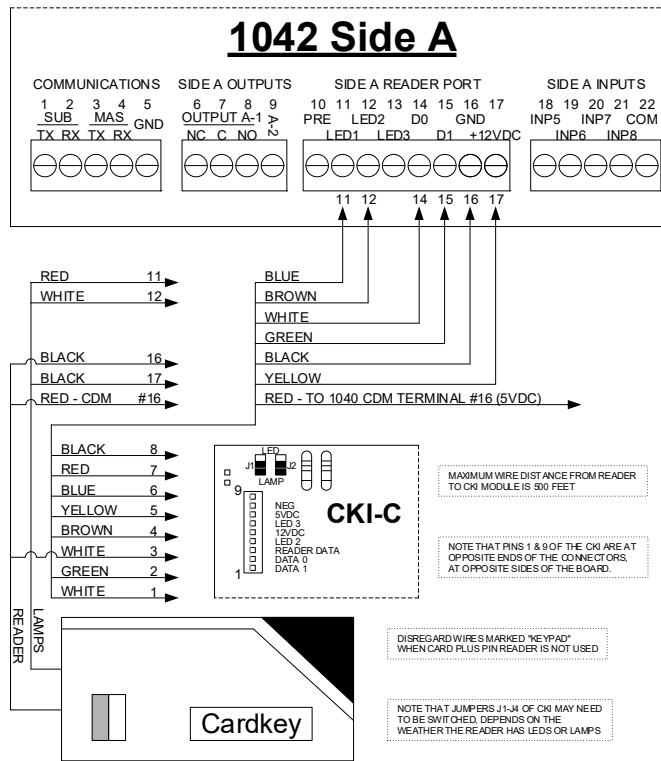 1042 Side A
COMMUNICATIONS SIDE A OUTPUTS SIDE A READER PORT SIDE A INPUTS
1 2 3 4 5 6 7 8 9 10 11 12 13 14 15 16 17 18 19 20 21 22
SUB MAS GND OUTPUT A-1 A-2 PRE LED2 D0 GND INP5 INP7 COM
TX RX TX RX NC C NO LED1 LED3 D1 +12VDC INP6 INP8
11 12 14 15 16 17
RED 11
WHITE 12
BLACK 16
BLACK 17
RED - CDM #16
BLUE
BROWN
WHITE
GREEN
BLACK
YELLOW
RED - TO 1040 CDM TERMINAL #16 (5VDC)
BLACK 8
RED 7
BLUE 6
YELLOW 5
BROWN 4
WHITE 3
GREEN 2
WHITE 1
LED
J1 J2
LAMP
9
NEG
5VDC
LED 3
12VDC
LED 2
READER DATA
DATA 0
DATA 1
1
CKI-C
MAXIMUM WIRE DISTANCE FROM READER
TO CKI MODULE IS 500 FEET
NOTE THAT PINS 1 & 9 OF THE CKI ARE AT
OPPOSITE ENDS OF THE CONNECTORS,
AT OPPOSITE SIDES OF THE BOARD.
LAMPS
READER
DISREGARD WIRES MARKED "KEYPAD"
WHEN CARD PLUS PIN READER IS NOT USED
Cardkey
NOTE THAT JUMPERS J1-J4 OF CKI MAY NEED
TO BE SWITCHED, DEPENDS ON THE
WEATHER THE READER HAS LEDS OR LAMPS